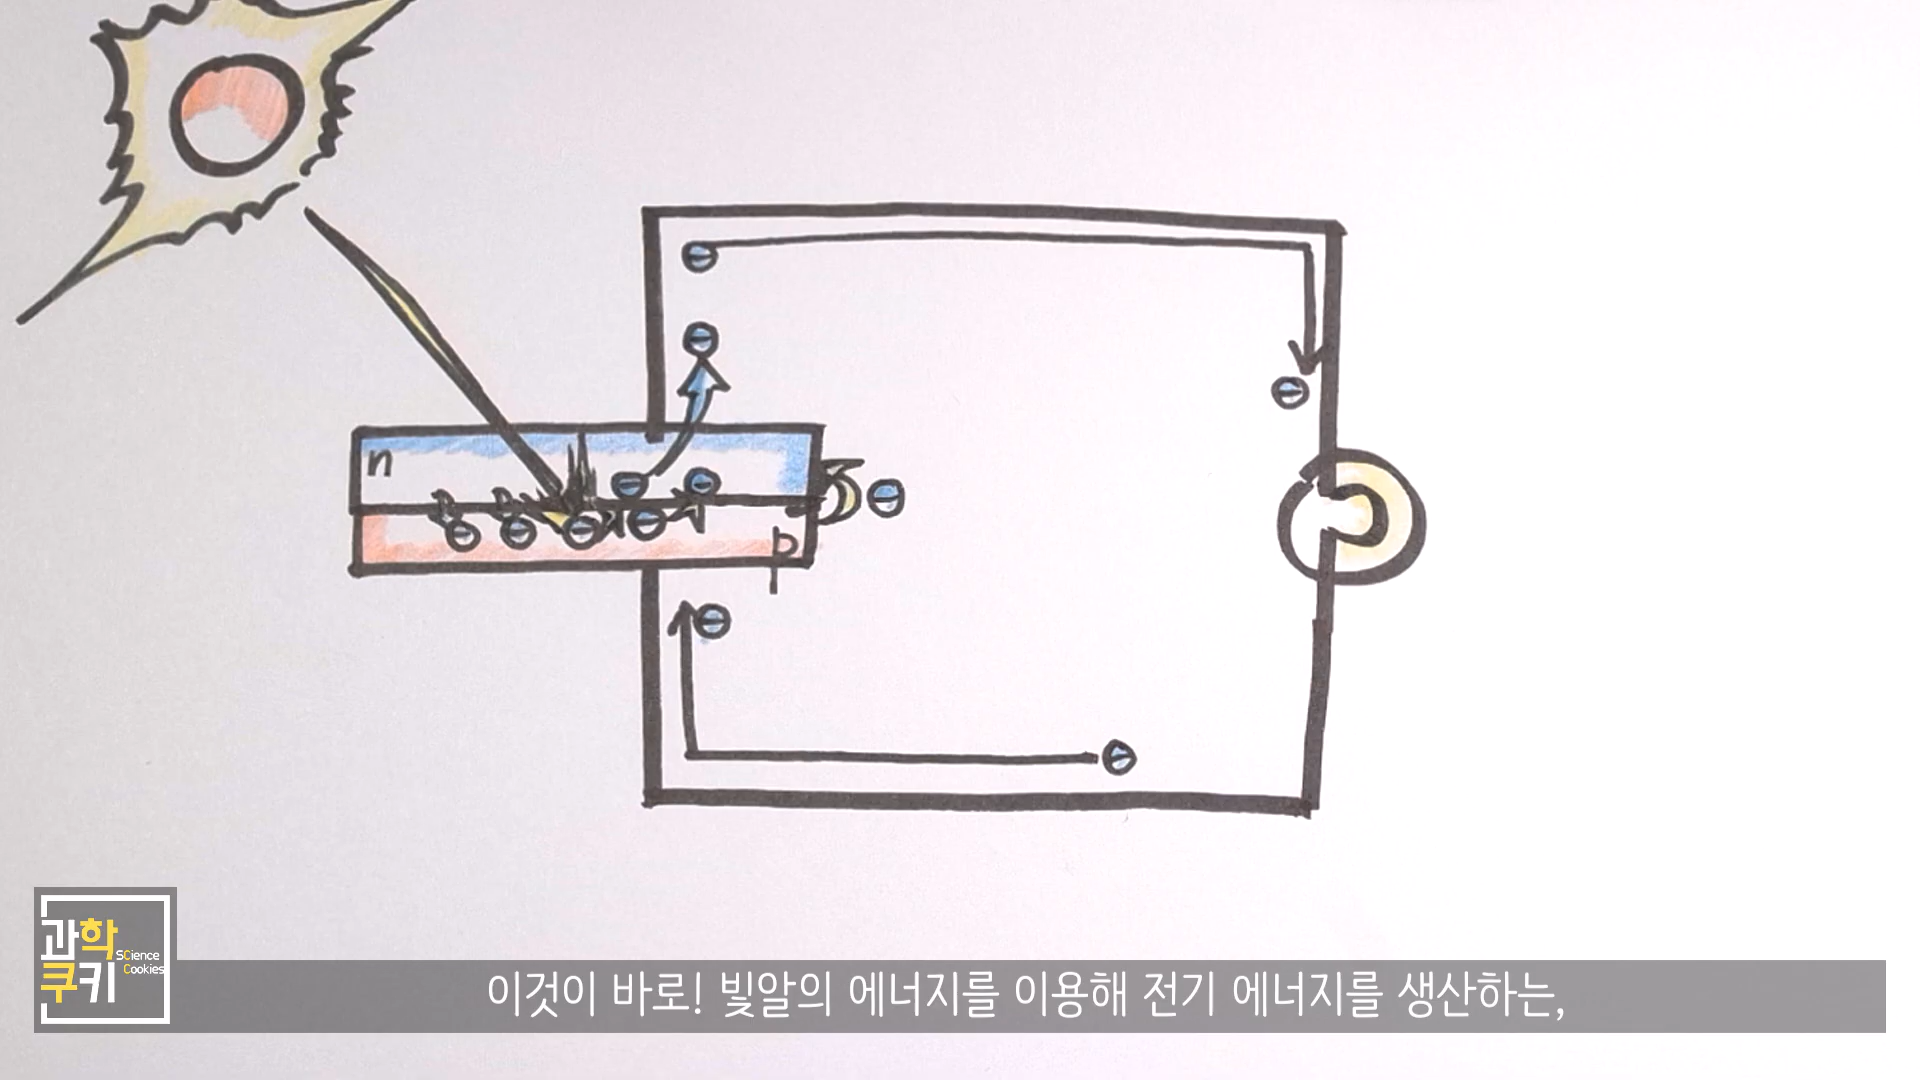 n
p
과학
쿠키
Science
Cookies
이것이 바로! 빛알의 에너지를 이용해 전기 에너지를 생산하는,